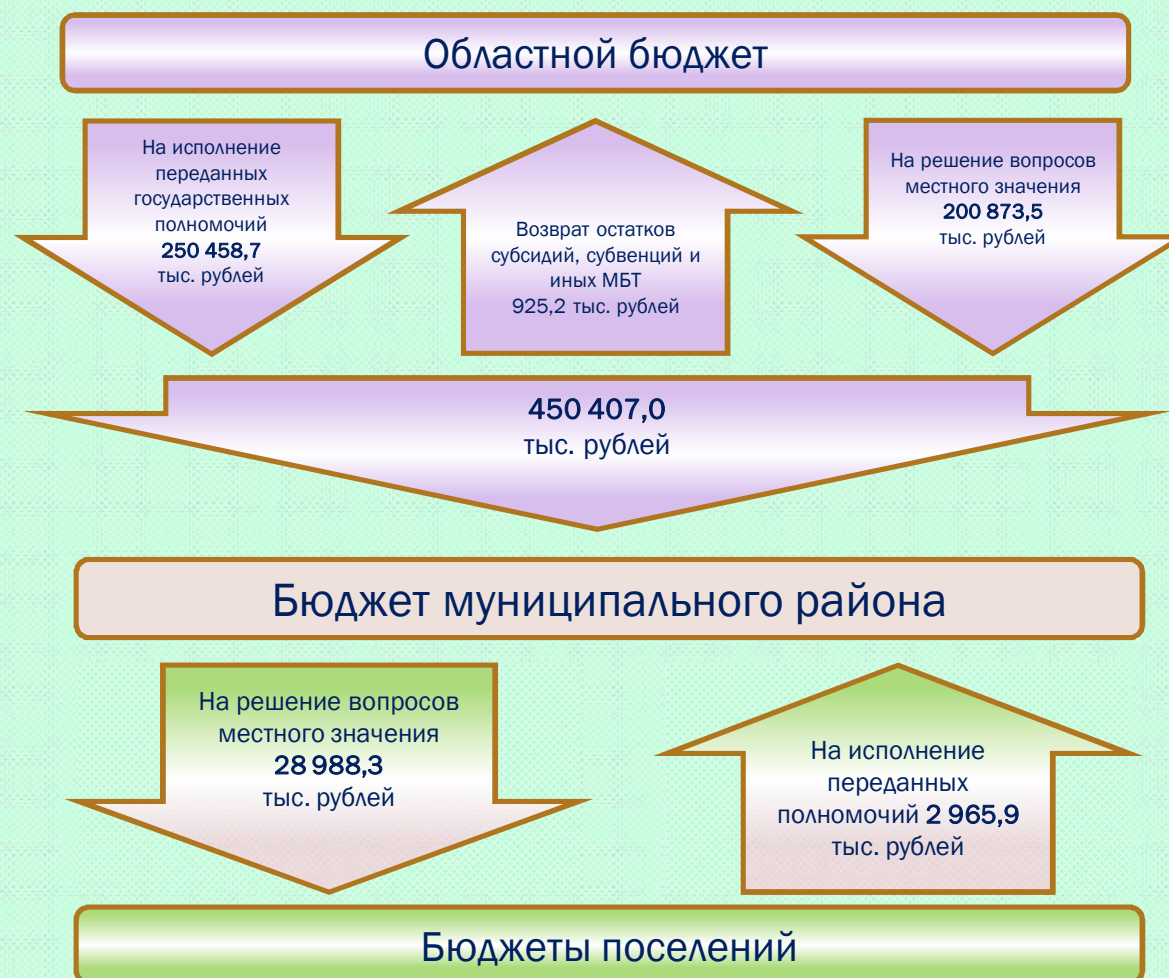 Областной бюджет
На исполнение
переданных
государственных
полномочий
250 458,7
тыс. рублей
Возврат остатков
субсидий, субвенций и
иных МБТ
925,2 тыс. рублей
На решение вопросов
местного значения
200 873,5
тыс. рублей
450 407,0
тыс. рублей
Бюджет муниципального района
На решение вопросов
местного значения
28 988,3
тыс. рублей
На исполнение
переданных
полномочий 2 965,9
тыс. рублей
Бюджеты поселений